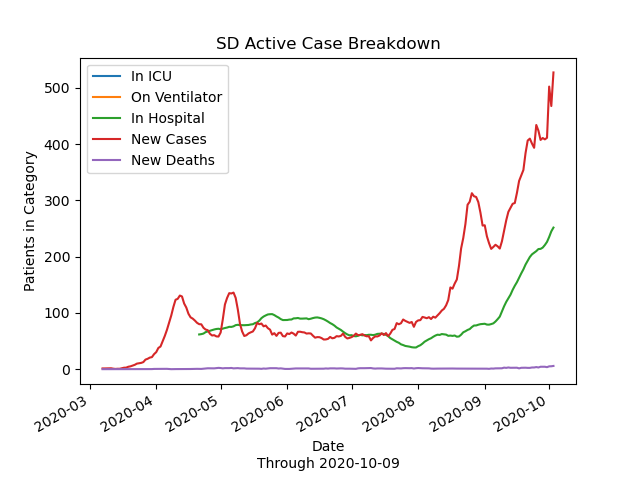 SD Active Case Breakdown
In ICU
On Ventilator
In Hospital
New Cases
New Deaths
Patients in Category
500
400
300
200
100
0
2020-03
2020-04
2020-05
2020-06
2020-07
2020-08
2020-09
2020-10
Date
Through 2020-10-09